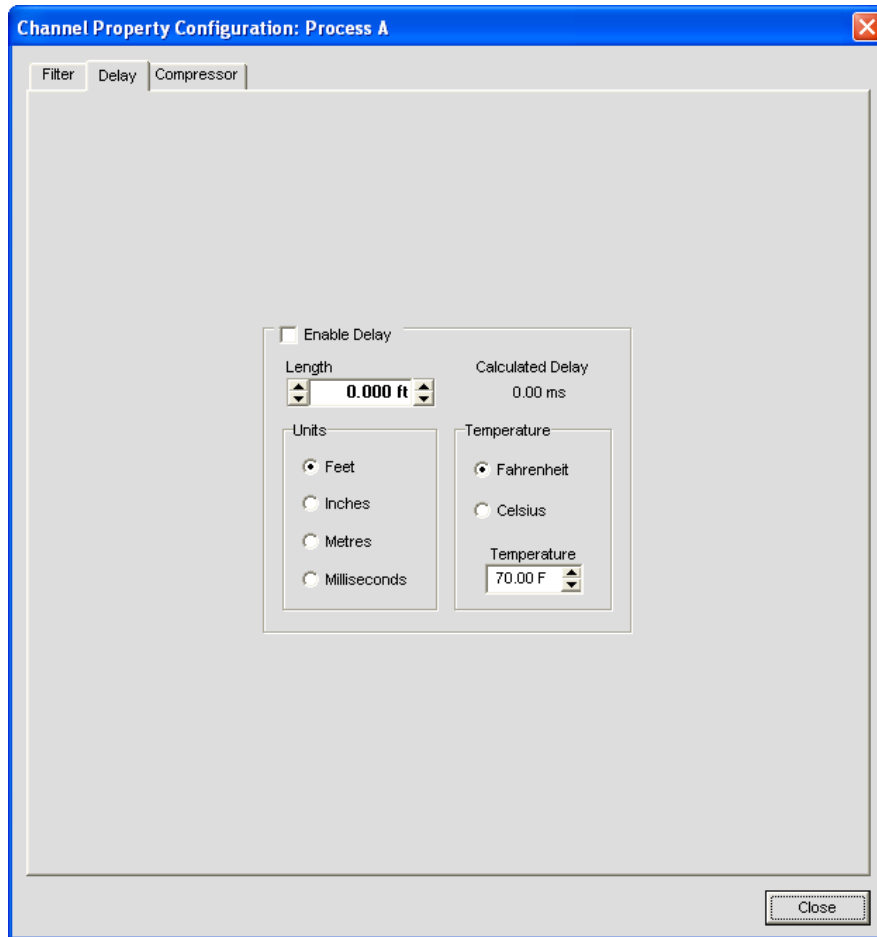 Channel Property Configuration: Process A
Filter Delay Compressor
Enable Delay
Length Calculated Delay
0.000 ft 0.00 ms
Units Temperature
Feet Fahrenheit
Inches Celsius
Metres Temperature
Milliseconds 70.00 F
Close